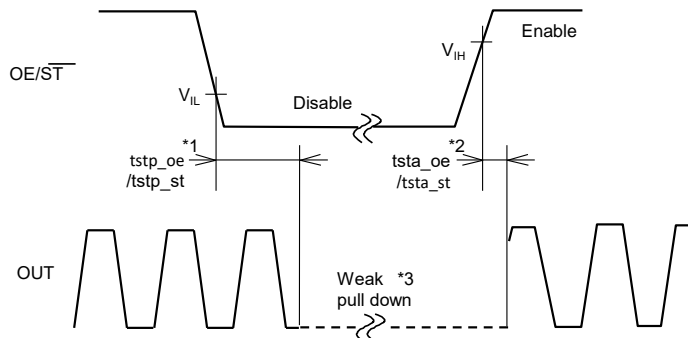 Enable
OE/ST
V_IH
V_IL
Disable
*1
tstp_oe
/tstp_st
*2
tsta_oe
/tsta_st
OUT
Weak *3
pull down